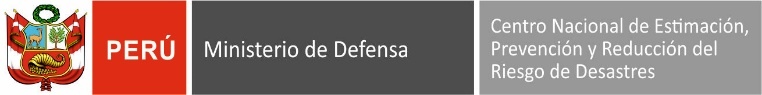 PERÚ
Ministerio de Defensa
Centro Nacional de Estimación,
Prevención y Reducción del
Riesgo de Desastres